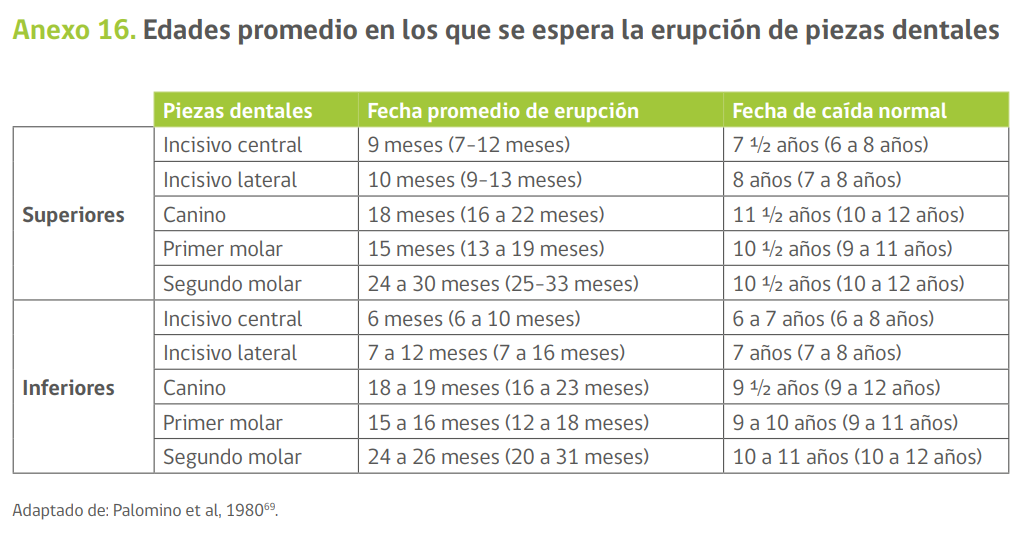 Anexo 16. Edades promedio en los que se espera la erupción de piezas dentales
Piezas dentales Fecha promedio de erupción Fecha de caída normal
Superiores
Incisivo central 9 meses (7-12 meses) 7 ½ años (6 a 8 años)
Incisivo lateral 10 meses (9-13 meses) 8 años (7 a 8 años)
Canino 18 meses (16 a 22 meses) 11 ½ años (10 a 12 años)
Primer molar 15 meses (13 a 19 meses) 10 ½ años (9 a 11 años)
Segundo molar 24 a 30 meses (25-33 meses) 10 ½ años (10 a 12 años)
Inferiores
Incisivo central 6 meses (6 a 10 meses) 6 a 7 años (6 a 8 años)
Incisivo lateral 7 a 12 meses (7 a 16 meses) 7 años (7 a 8 años)
Canino 18 a 19 meses (16 a 23 meses) 9 ½ años (9 a 12 años)
Primer molar 15 a 16 meses (12 a 18 meses) 9 a 10 años (9 a 11 años)
Segundo molar 24 a 26 meses (20 a 31 meses) 10 a 11 años (10 a 12 años)
Adaptado de: Palomino et al, 1980⁶⁹.